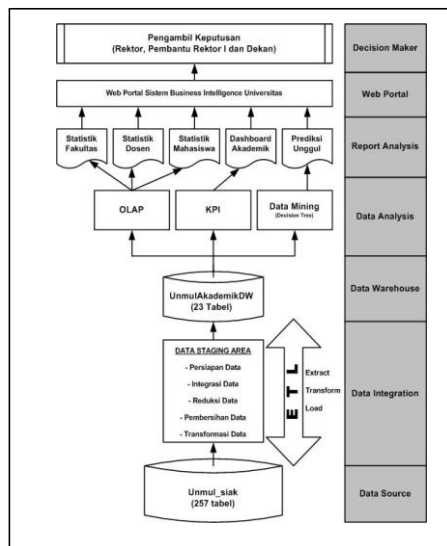 Pengambil Keputusan
(Rektor, Pembantu Rektor I dan Dekan)
Decision Maker
Web Portal Sistem Business Intelligence Universitas
Web Portal
Statistik
Fakultas
Statistik
Dosen
Statistik
Mahasiswa
Dashboard
Akademik
Prediksi
Unggul
Report Analysis
OLAP
KPI
Data Mining
(Decision Tree)
Data Analysis
UnmulAkademikDW
(23 Tabel)
Data Warehouse
DATA STAGING AREA
- Persiapan Data
- Integrasi Data
- Reduksi Data
- Pembersihan Data
- Transformasi Data
ETL
Extract
Transform
Load
Data Integration
Unmul_siak
(257 tabel)
Data Source